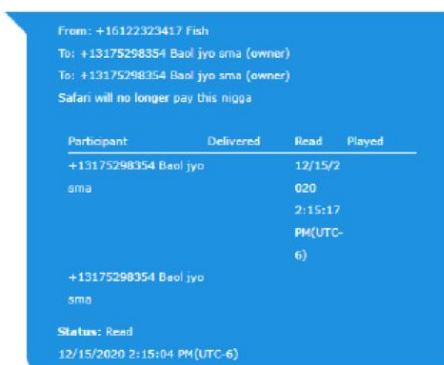 From: +16122323417 Fish
To: +13175298354 Baol jyo sma (owner)
To: +13175298354 Baol jyo sma (owner)
Safari will no longer pay this nigga
Participant Delivered Read Played
+13175298354 Baol jyo 12/15/2
sma 020
2:15:17
PM(UTC-
6)
+13175298354 Baol jyo
sma
Status: Read
12/15/2020 2:15:04 PM(UTC-6)